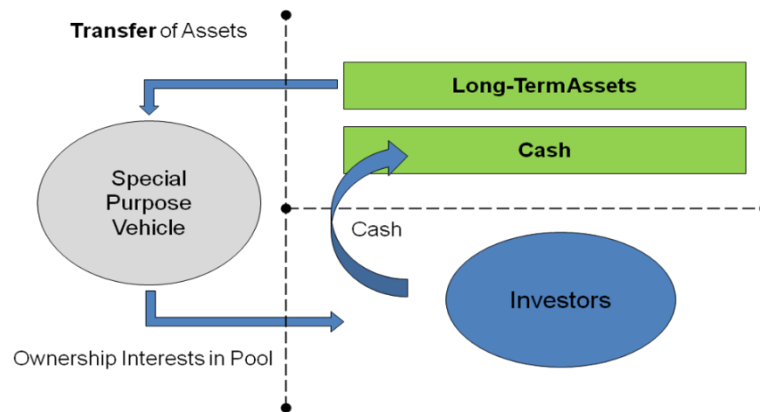 Transfer of Assets
Long-TermAssets
Cash
Special
Purpose
Vehicle
Cash
Investors
Ownership Interests in Pool